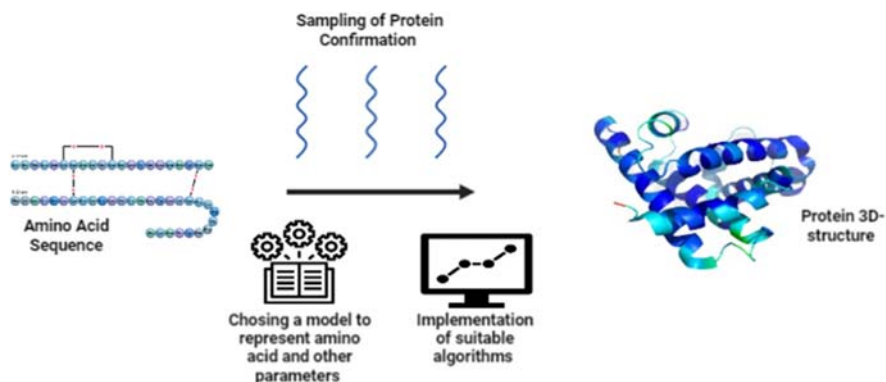 Sampling of Protein
Confirmation
Amino Acid
Sequence
Protein 3D-
structure
Chosing a model to
represent amino
acid and other
parameters
Implementation
of suitable
algorithms